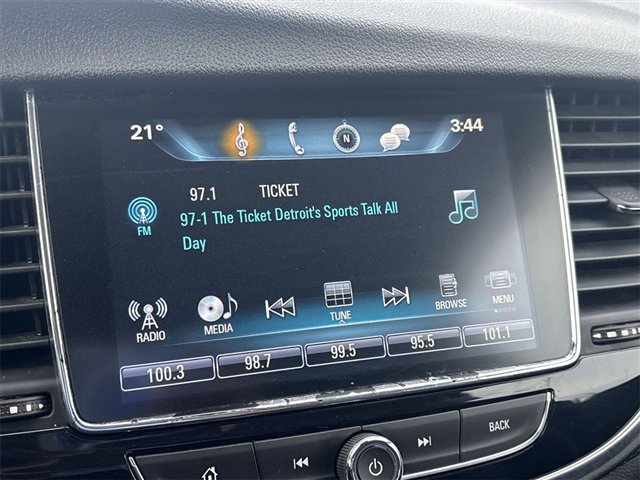 21°
N
3:44
97.1 TICKET
97-1 The Ticket Detroit's Sports Talk All
Day
FM
RADIO
MEDIA
TUNE
BROWSE
MENU
100.3
98.7
99.5
95.5
101.1
BACK